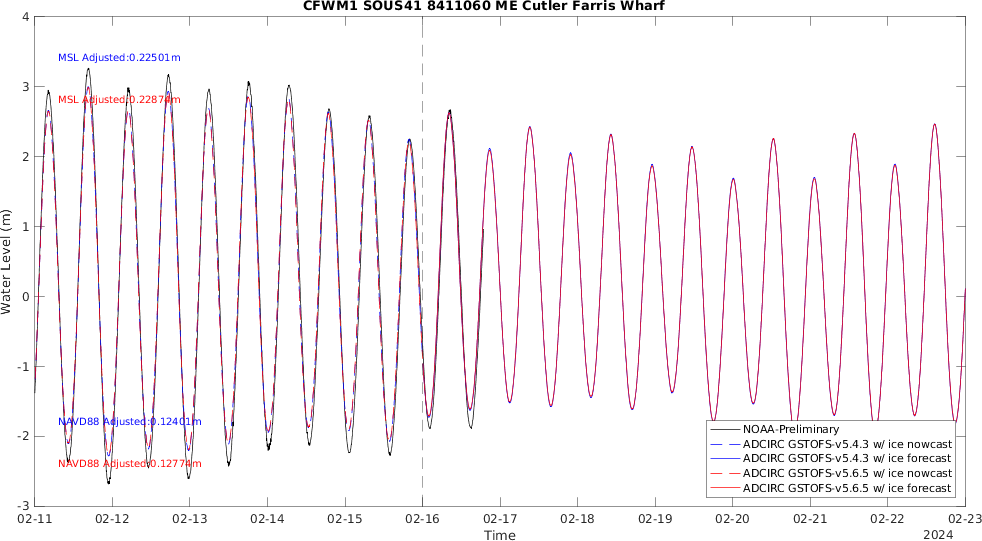 CFWM1 SOUS41 8411060 ME Cutler Farris Wharf
4
3
2
1
0
-1
-2
-3
Water Level (m)
MSL Adjusted:0.22501m
MSL Adjusted:0.22874m
NAVD88 Adjusted:0.12401m
NAVD88 Adjusted:0.12774m
NOAA-Preliminary
ADCIRC GSTOFS-v5.4.3 w/ ice nowcast
ADCIRC GSTOFS-v5.4.3 w/ ice forecast
ADCIRC GSTOFS-v5.6.5 w/ ice nowcast
ADCIRC GSTOFS-v5.6.5 w/ ice forecast
02-11 02-12 02-13 02-14 02-15 02-16 02-17 02-18 02-19 02-20 02-21 02-22 02-23
Time
2024